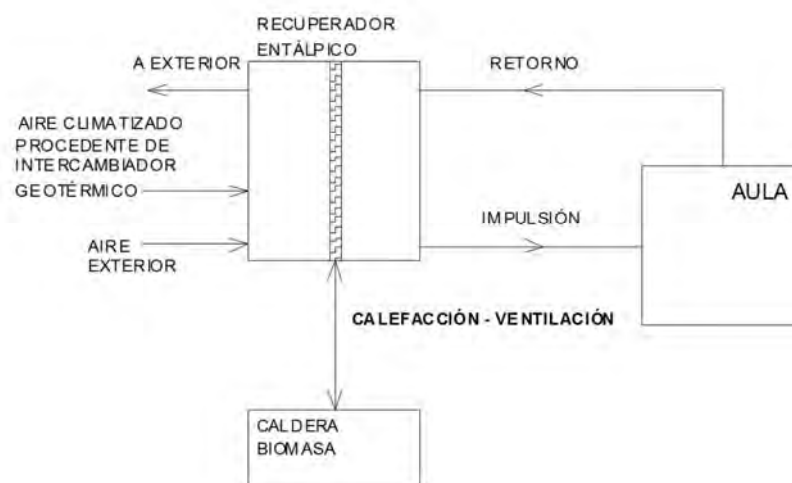 RECUPERADOR
ENTÁLPICO
A EXTERIOR
RETORNO
AIRE CLIMATIZADO
PROCEDENTE DE
INTERCAMBIADOR
GEOTÉRMICO
AULA
IMPULSIÓN
AIRE
EXTERIOR
CALEFACCIÓN - VENTILACIÓN
CALDERA
BIOMASA